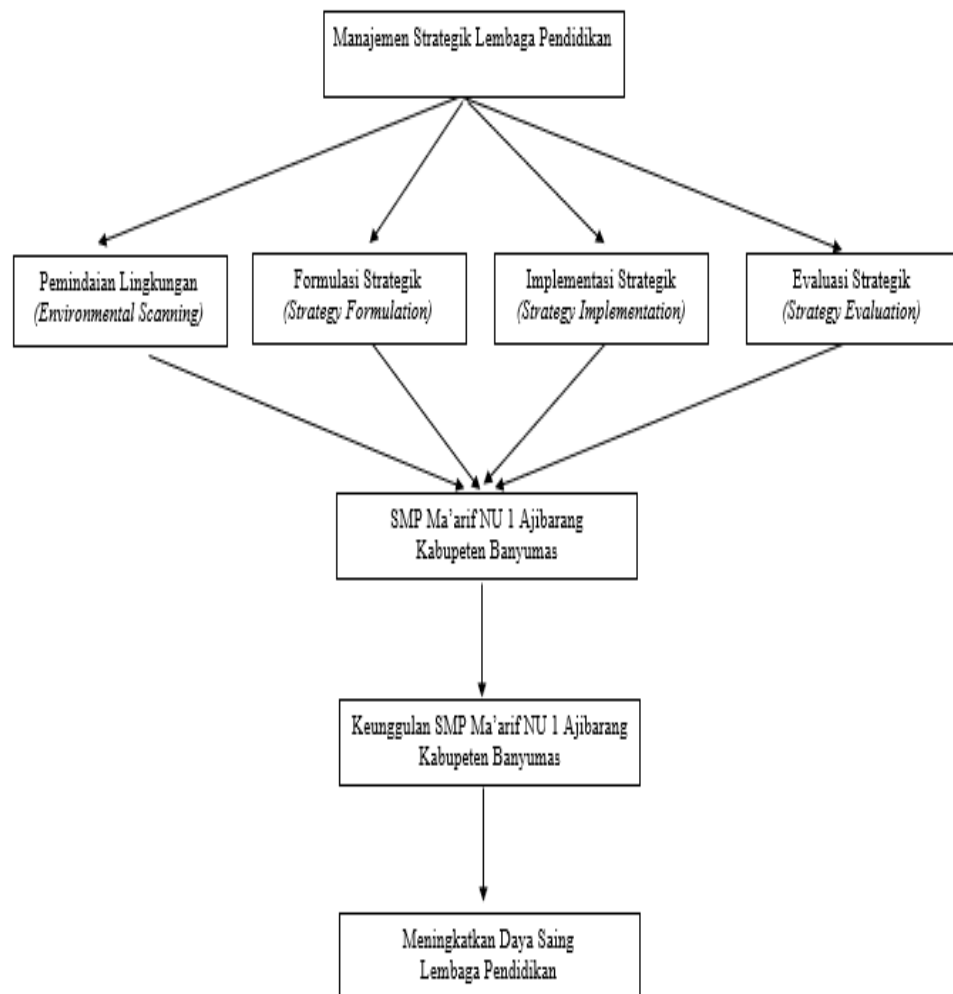 Manajemen Strategik Lembaga Pendidikan
Pemindaian Lingkungan
(Environmental Scanning)
Formulasi Strategik
(Strategy Formulation)
Implementasi Strategik
(Strategy Implementation)
Evaluasi Strategik
(Strategy Evaluation)
SMP Ma’arif NU 1 Ajibarang
Kabupeten Banyumas
Keunggulan SMP Ma’arif NU 1 Ajibarang
Kabupeten Banyumas
Meningkatkan Daya Saing
Lembaga Pendidikan